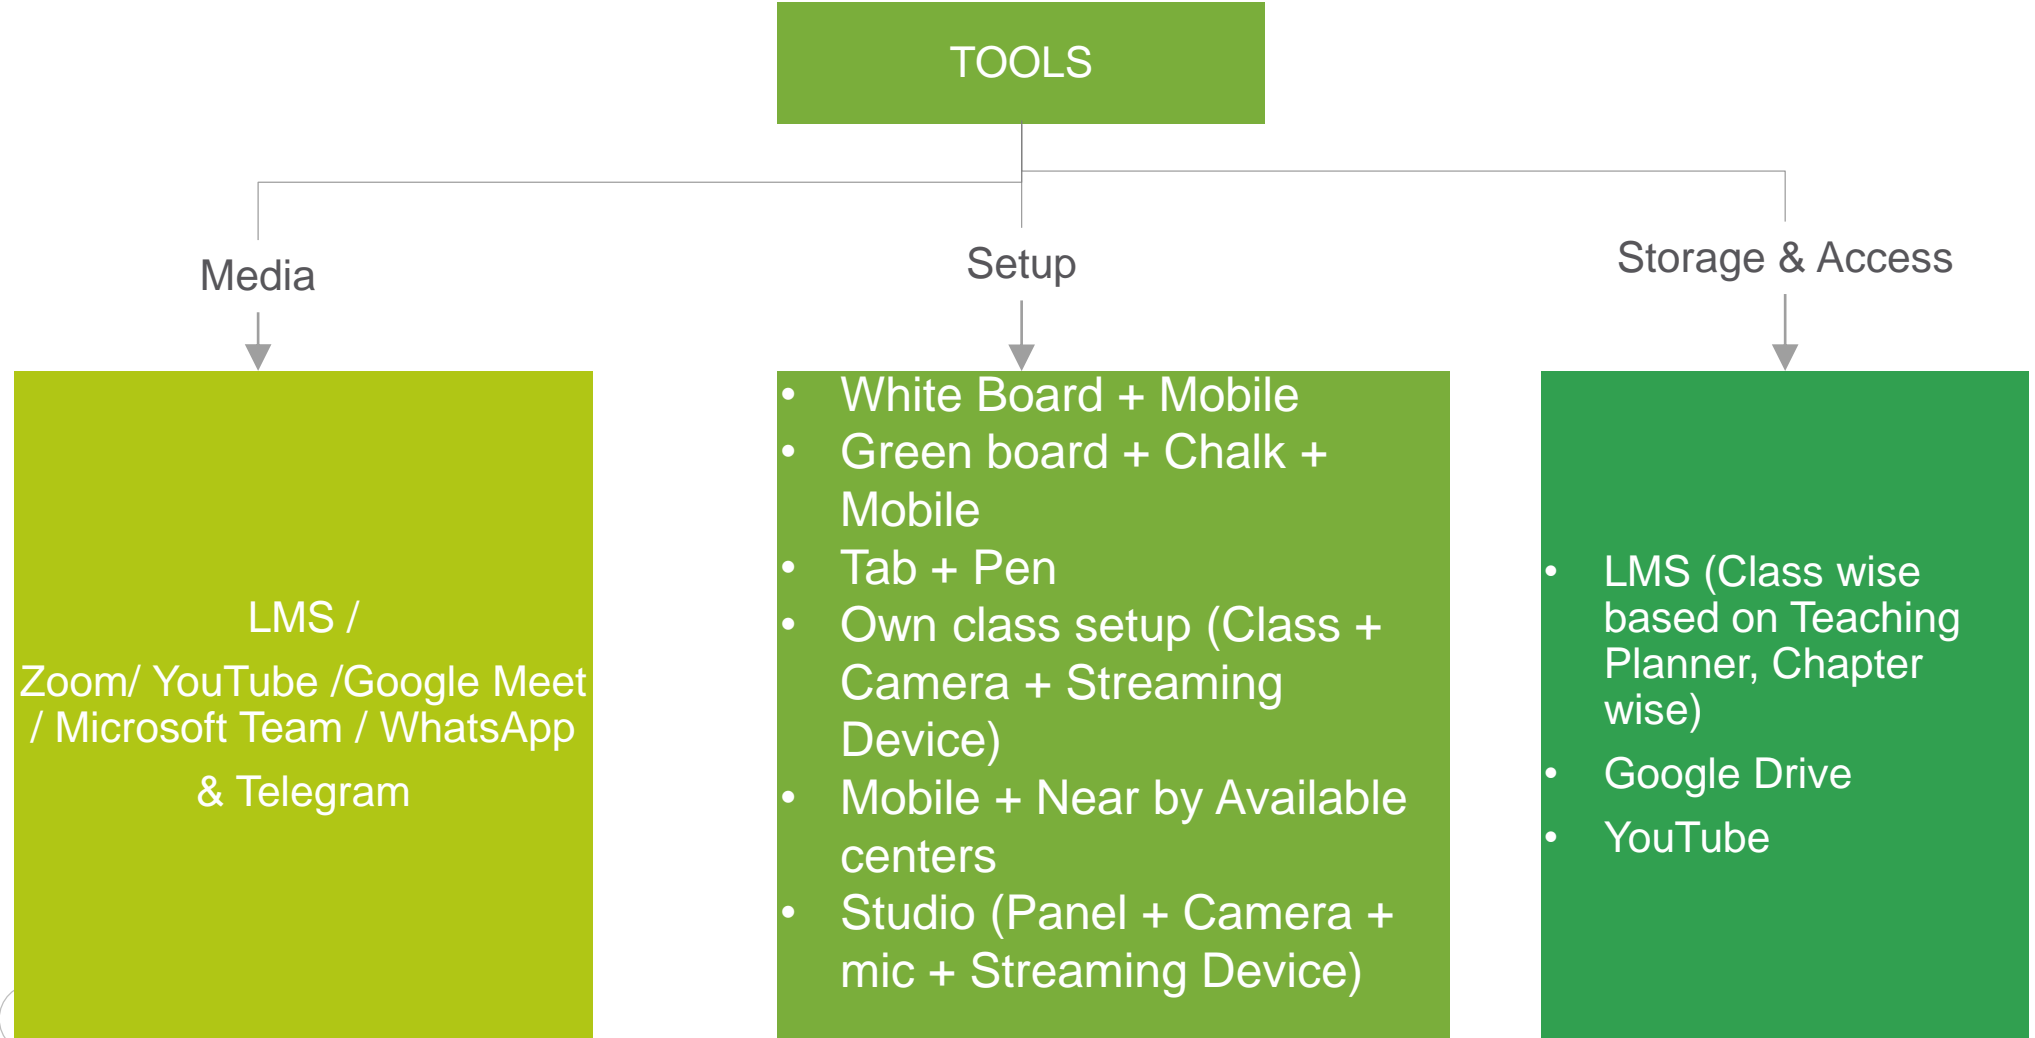 TOOLS
Media
Setup
Storage & Access
LMS /
Zoom/ YouTube /Google Meet
/ Microsoft Team / WhatsApp
& Telegram
• White Board + Mobile
• Green board + Chalk +
Mobile
• Tab + Pen
• Own class setup (Class +
Camera + Streaming
Device)
• Mobile + Near by Available
centers
• Studio (Panel + Camera +
mic + Streaming Device)
• LMS (Class wise
based on Teaching
Planner, Chapter
wise)
• Google Drive
• YouTube